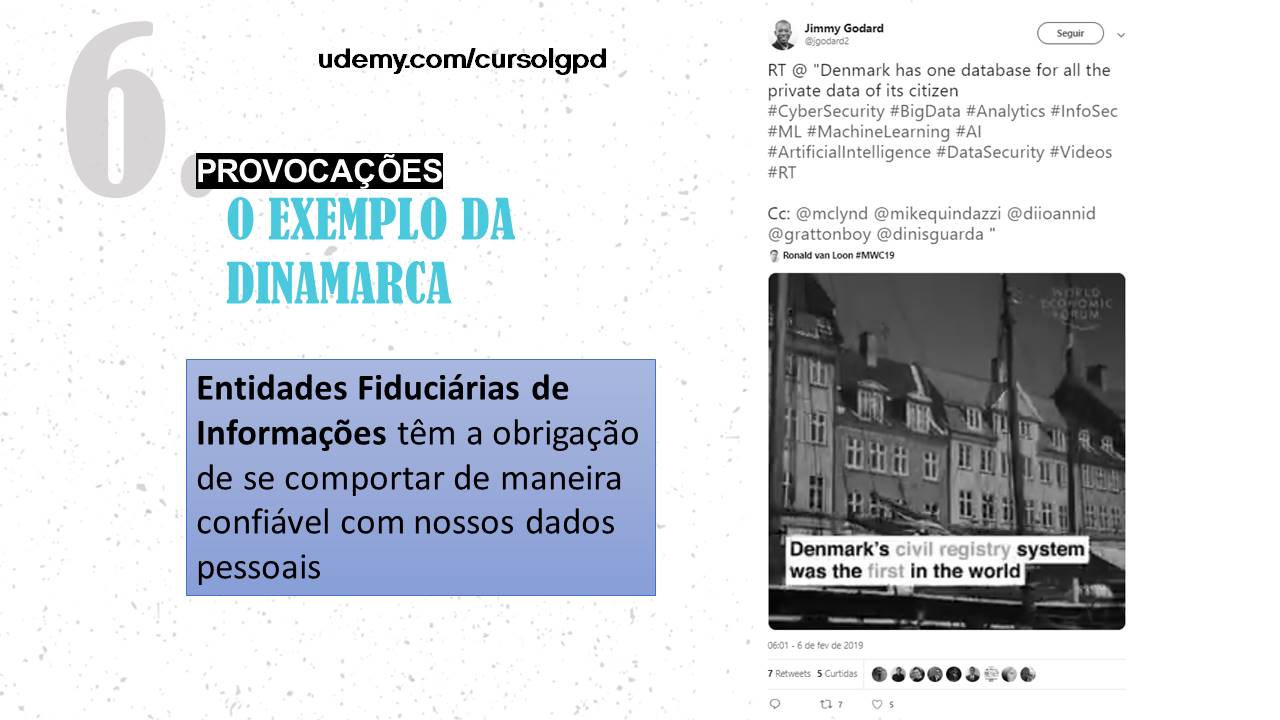 6.
udemy.com/cursolgpd
PROVOCAÇÕES
O EXEMPLO DA
DINAMARCA
Entidades Fiduciárias de
Informações têm a obrigação
de se comportar de maneira
confiável com nossos dados
pessoais
Jimmy Godard
@jgodard2
Seguir
RT @ "Denmark has one database for all the
private data of its citizen
#CyberSecurity #BigData #Analytics #InfoSec
#ML #MachineLearning #AI
#ArtificialIntelligence #DataSecurity #Videos
#RT
Cc: @mclynd @mikequindazzi @diioannid
@grattonboy @dinisguarda "
Ronald van Loon #MWC19
WORLD
ECONOMIC
FORUM
Denmark's civil registry system
was the first in the world
06:01 - 6 de fev de 2019
7 Retweets 5 Curtidas
7 5